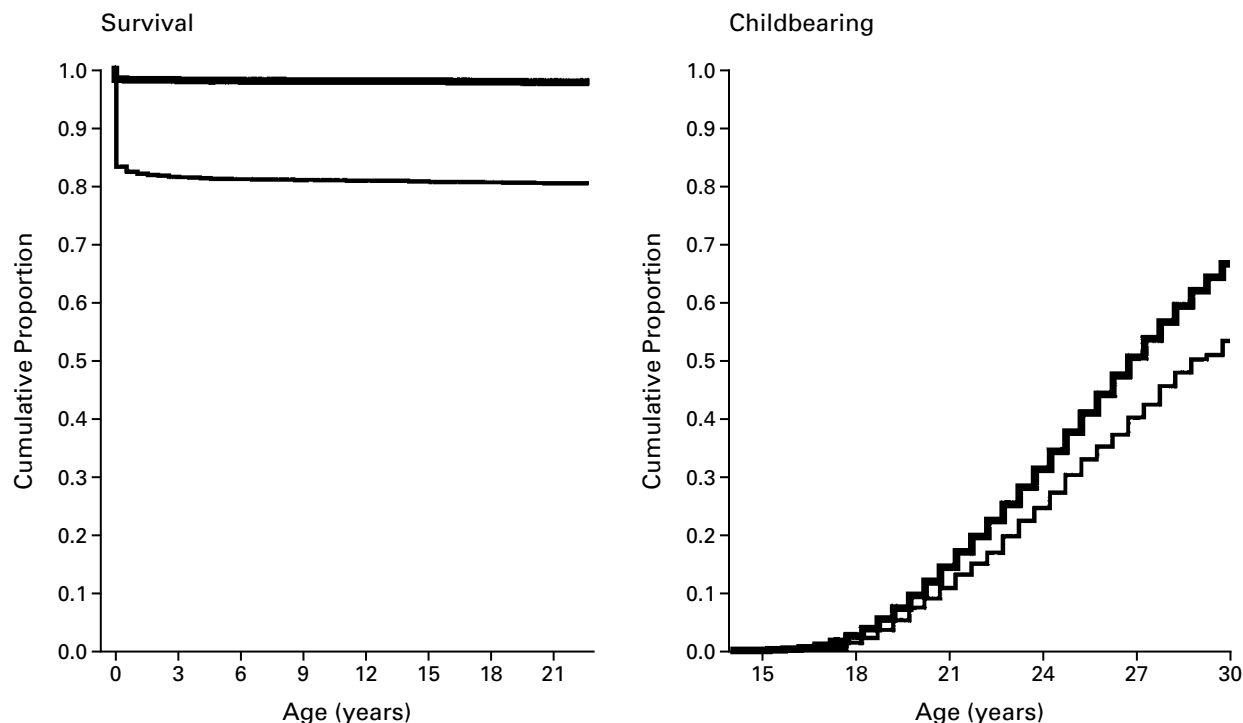 Survival
Cumulative Proportion
1.0
0.9
0.8
0.7
0.6
0.5
0.4
0.3
0.2
0.1
0.0
0 3 6 9 12 15 18 21
Age (years)
Childbearing
Cumulative Proportion
1.0
0.9
0.8
0.7
0.6
0.5
0.4
0.3
0.2
0.1
0.0
15 18 21 24 27 30
Age (years)